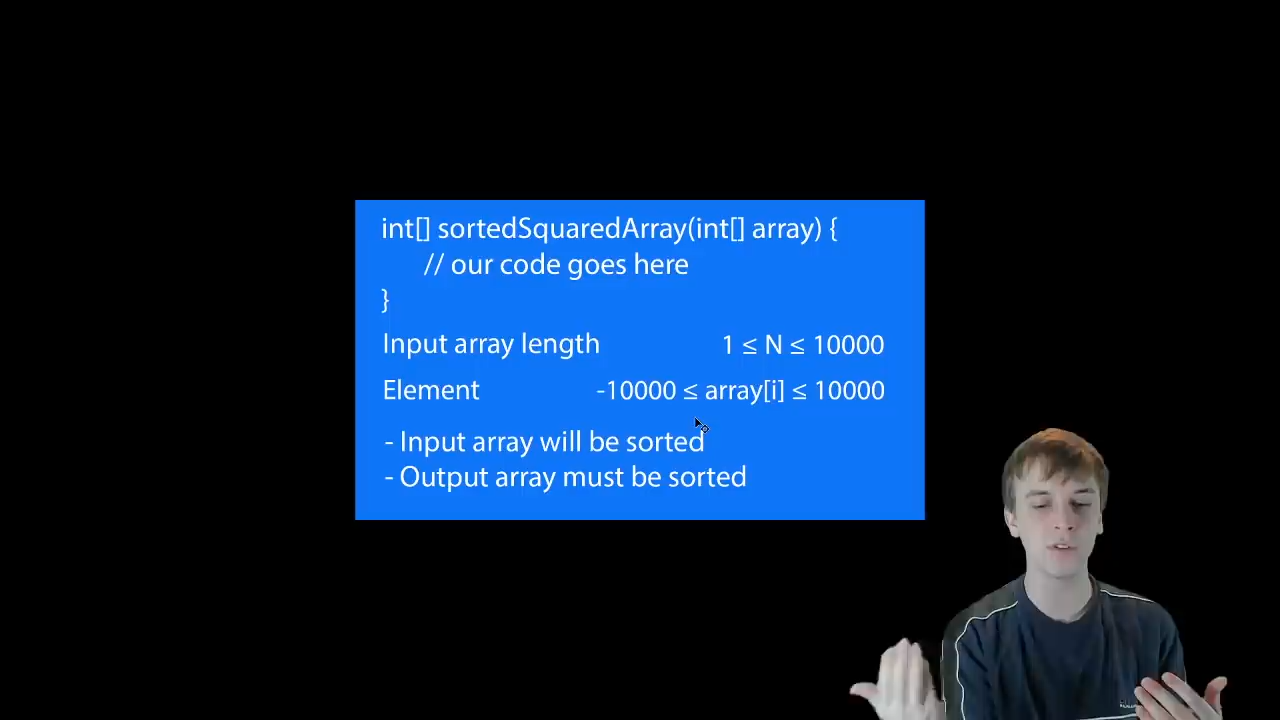 int[] sortedSquaredArray(int[] array) {
// our code goes here
}
Input array length 1 ≤ N ≤ 10000
Element -10000 ≤ array[i] ≤ 10000
- Input array will be sorted
- Output array must be sorted